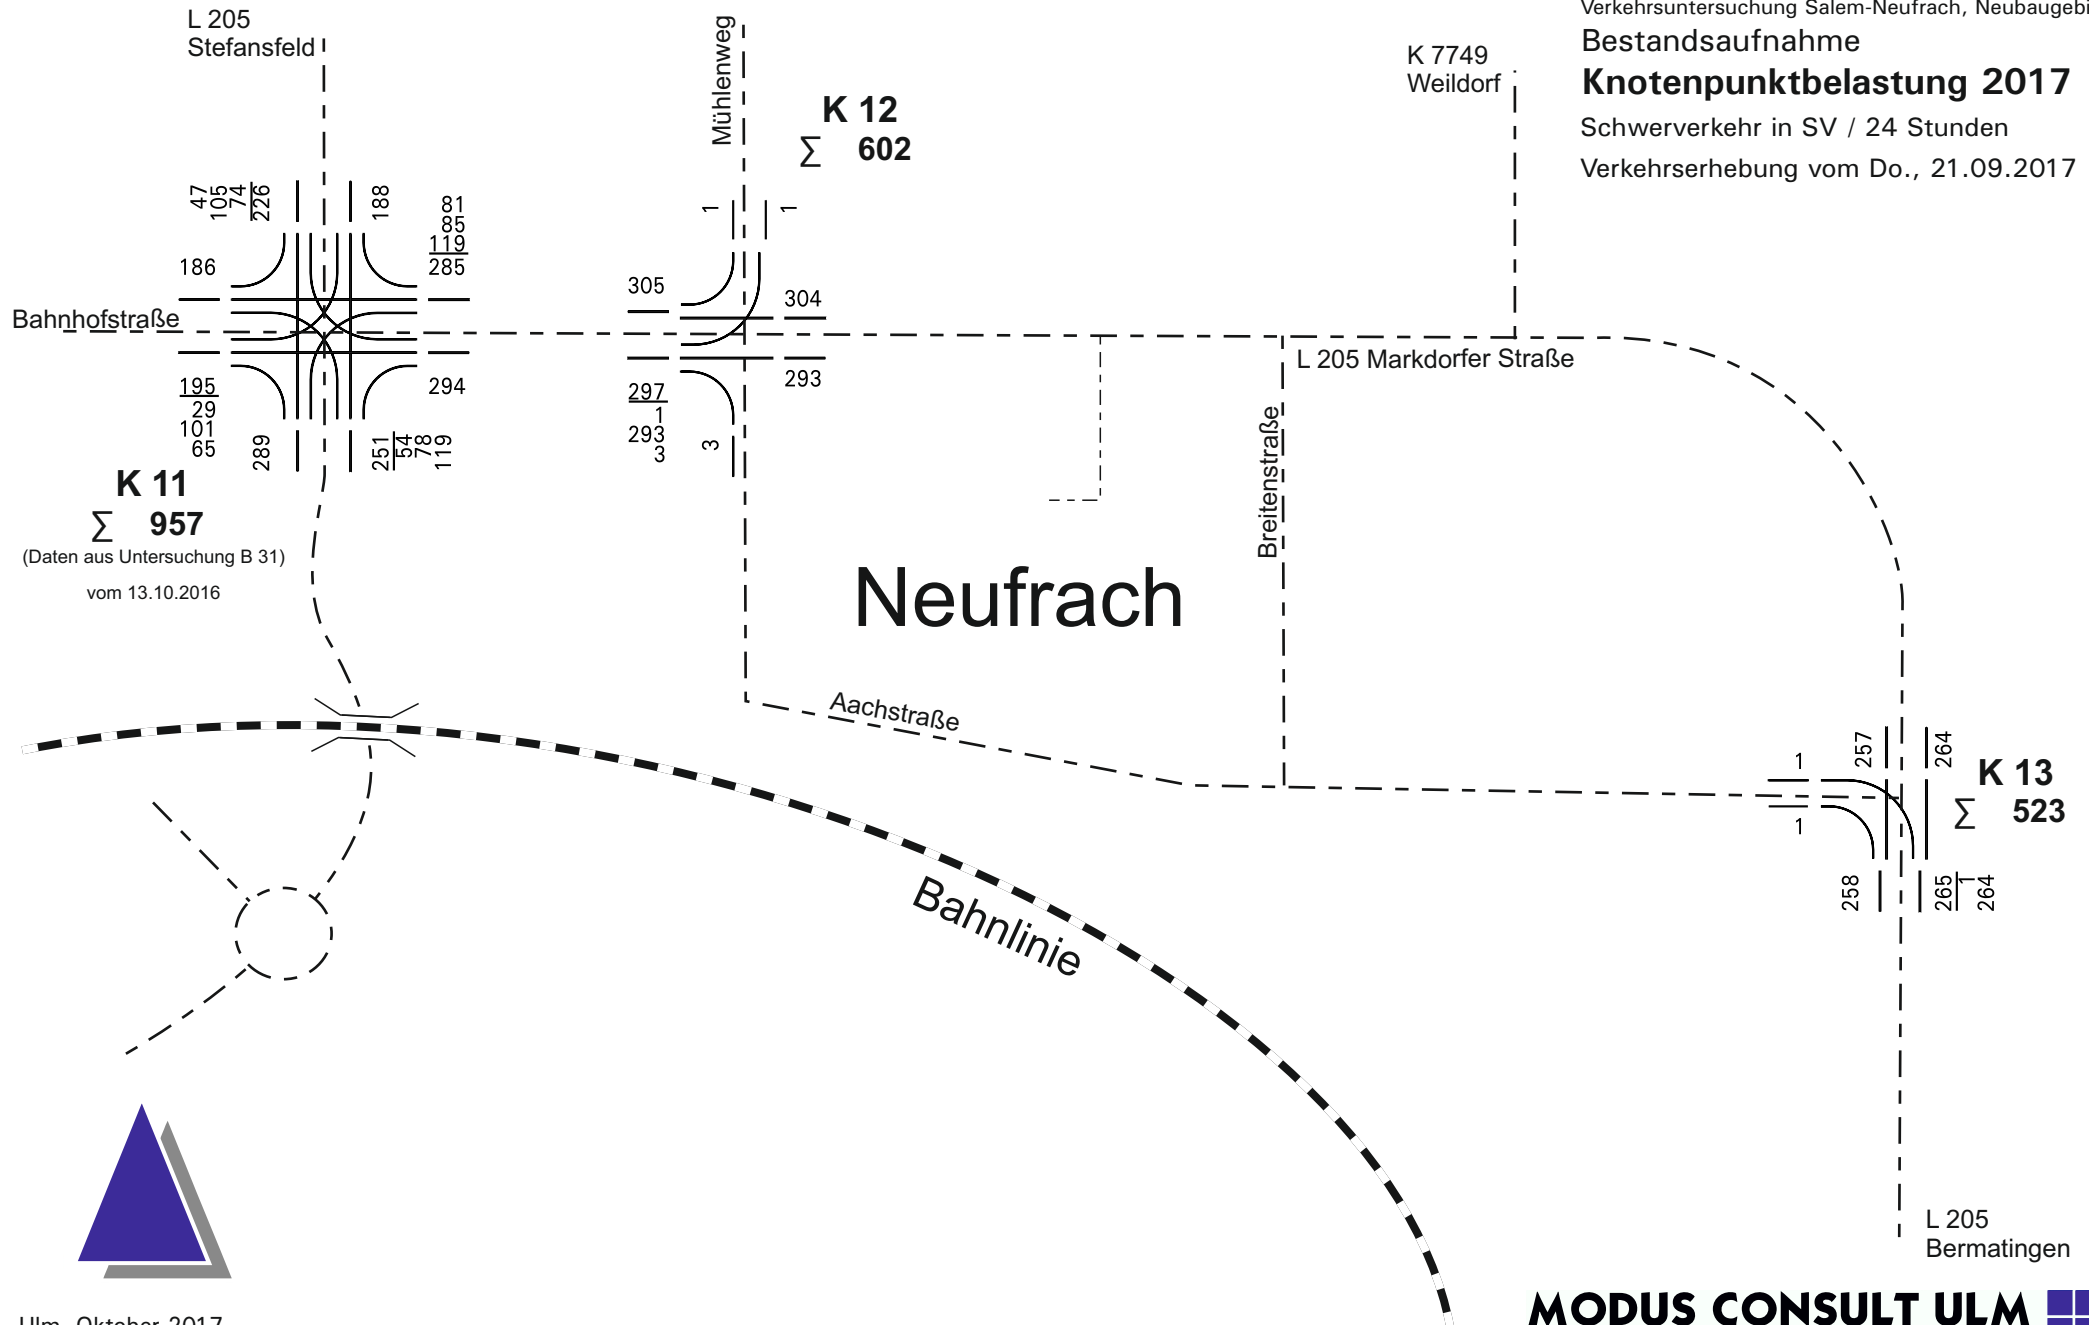 L 205
Stefansfeld
Mühlenweg
K 12
∑ 602
K 7749
Weildorf
Verkehrsuntersuchung Salem-Neufrach, Neubaugebi
Bestandsaufnahme
Knotenpunktbelastung 2017
Schwerverkehr in SV / 24 Stunden
Verkehrserhebung vom Do., 21.09.2017
47
105
74
226
188
81
85
119
285
186
Bahnhofstraße
195
29
101
65
289
251
54
78
119
294
K 11
∑ 957
(Daten aus Untersuchung B 31)
vom 13.10.2016
1
1
305
304
297
1
293
3
3
293
L 205 Markdorfer Straße
Breitenstraße
Neufrach
Aachstraße
1
257
264
K 13
∑ 523
1
258
265
1
264
Bahnlinie
L 205
Bermatingen
Ulm, Oktober 2017
MODUS CONSULT ULM